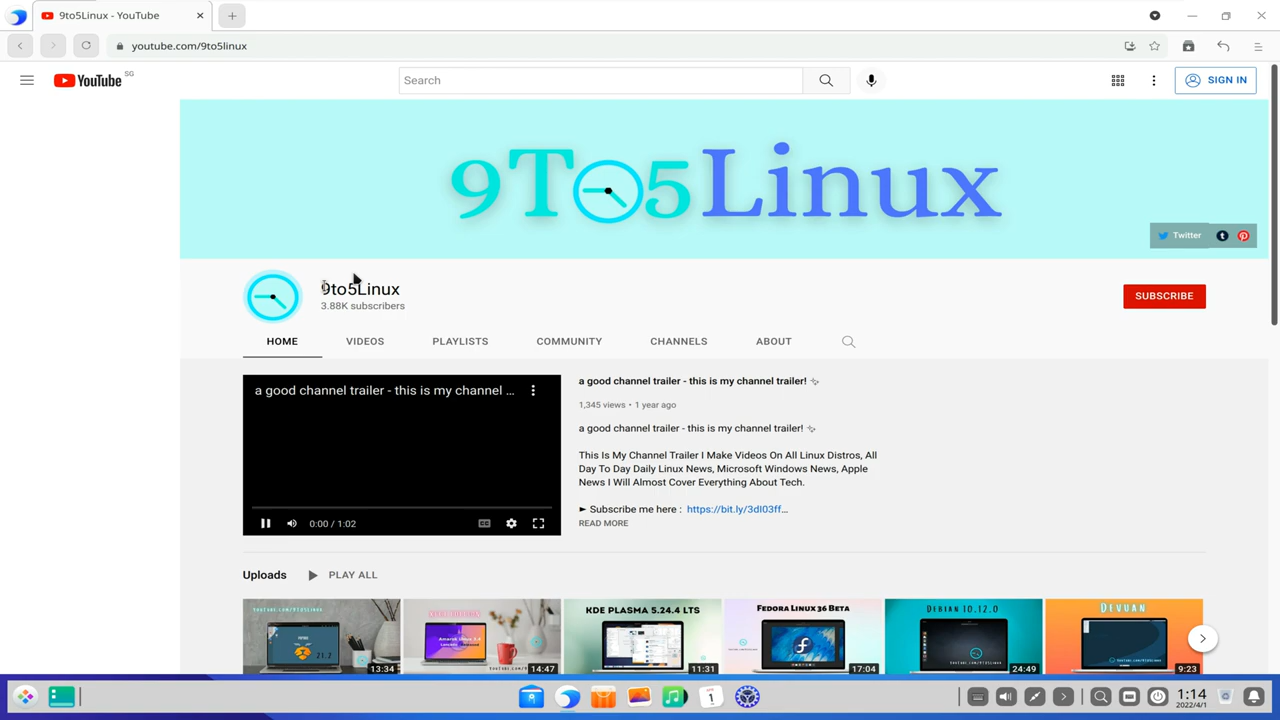 9to5Linux - YouTube
youtube.com/9to5linux
YouTube SG
Search
SIGN IN
9To5Linux
Twitter
9to5Linux
3.88K subscribers
SUBSCRIBE
HOME VIDEOS PLAYLISTS COMMUNITY CHANNELS ABOUT
a good channel trailer - this is my channel ...
0:00 / 1:02
CC
a good channel trailer - this is my channel trailer! ✨
1,345 views • 1 year ago
a good channel trailer - this is my channel trailer! ✨
This Is My Channel Trailer I Make Videos On All Linux Distros, All
Day To Day Daily Linux News, Microsoft Windows News, Apple
News I Will Almost Cover Everything About Tech.
► Subscribe me here : https://bit.ly/3dI03ff...
READ MORE
Uploads PLAY ALL
21.2
13:34
14:47
KDE PLASMA 5.24.4 LTS
11:31
FEDORA LINUX 36 BETA
17:04
DEBIAN 10.12.0
24:49
DEVUAN
9:23
1:14
2022/4/1